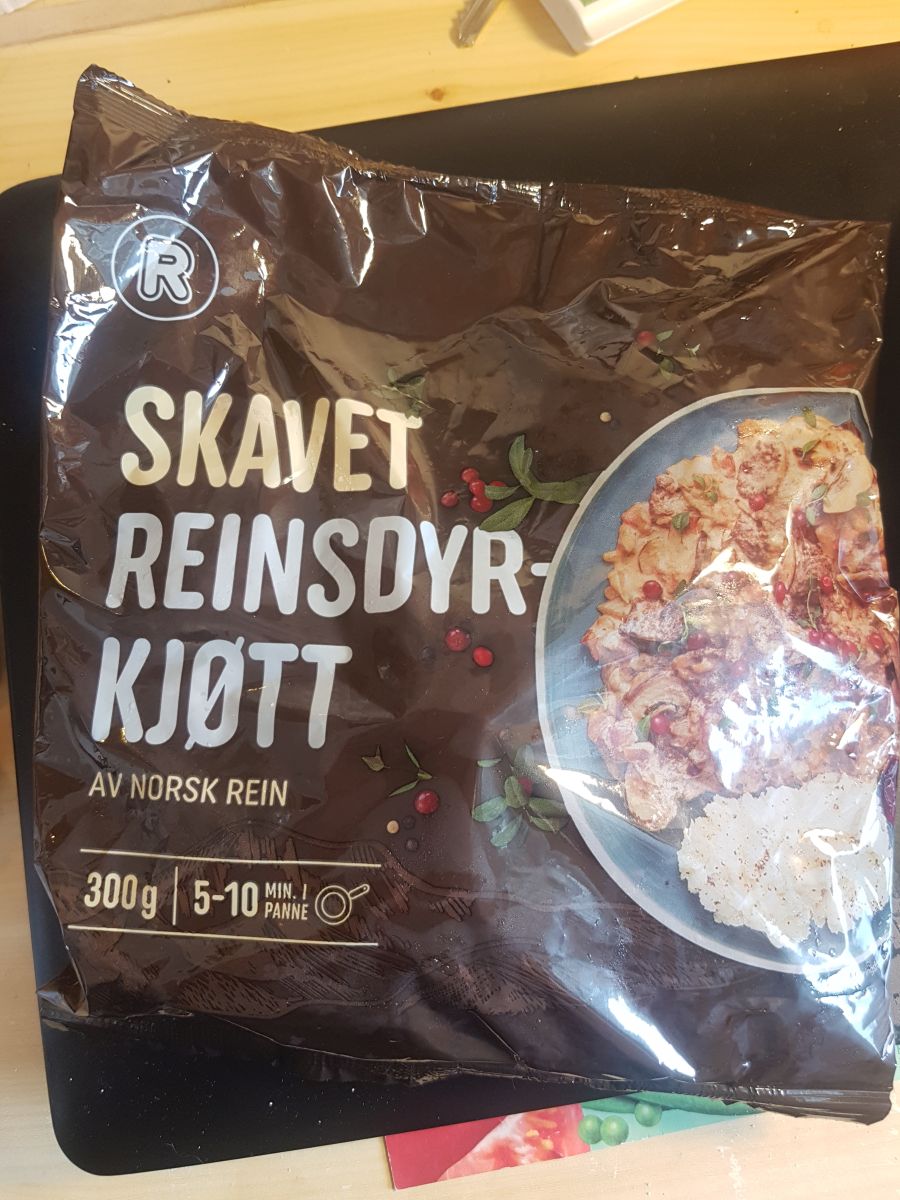 R
SKAVET
REINSDYR-
KJØTT
AV NORSK REIN
300g | 5-10 MIN. I
PANNE